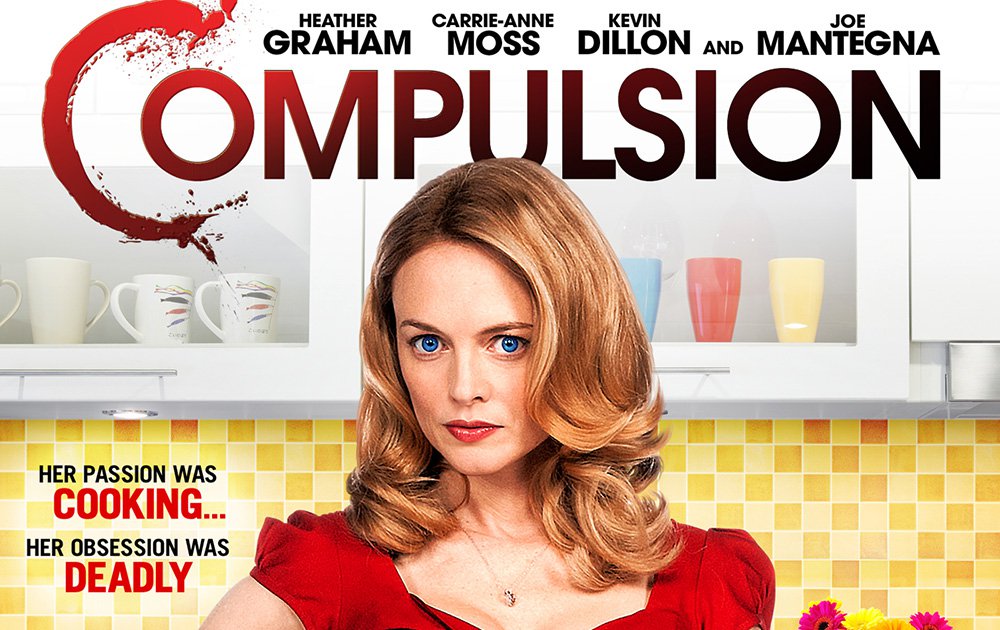 HEATHER GRAHAM CARRIE-ANNE MOSS KEVIN DILLON AND JOE MANTEGNA
COMPULSION
HER PASSION WAS
COOKING...
HER OBSESSION WAS
DEADLY